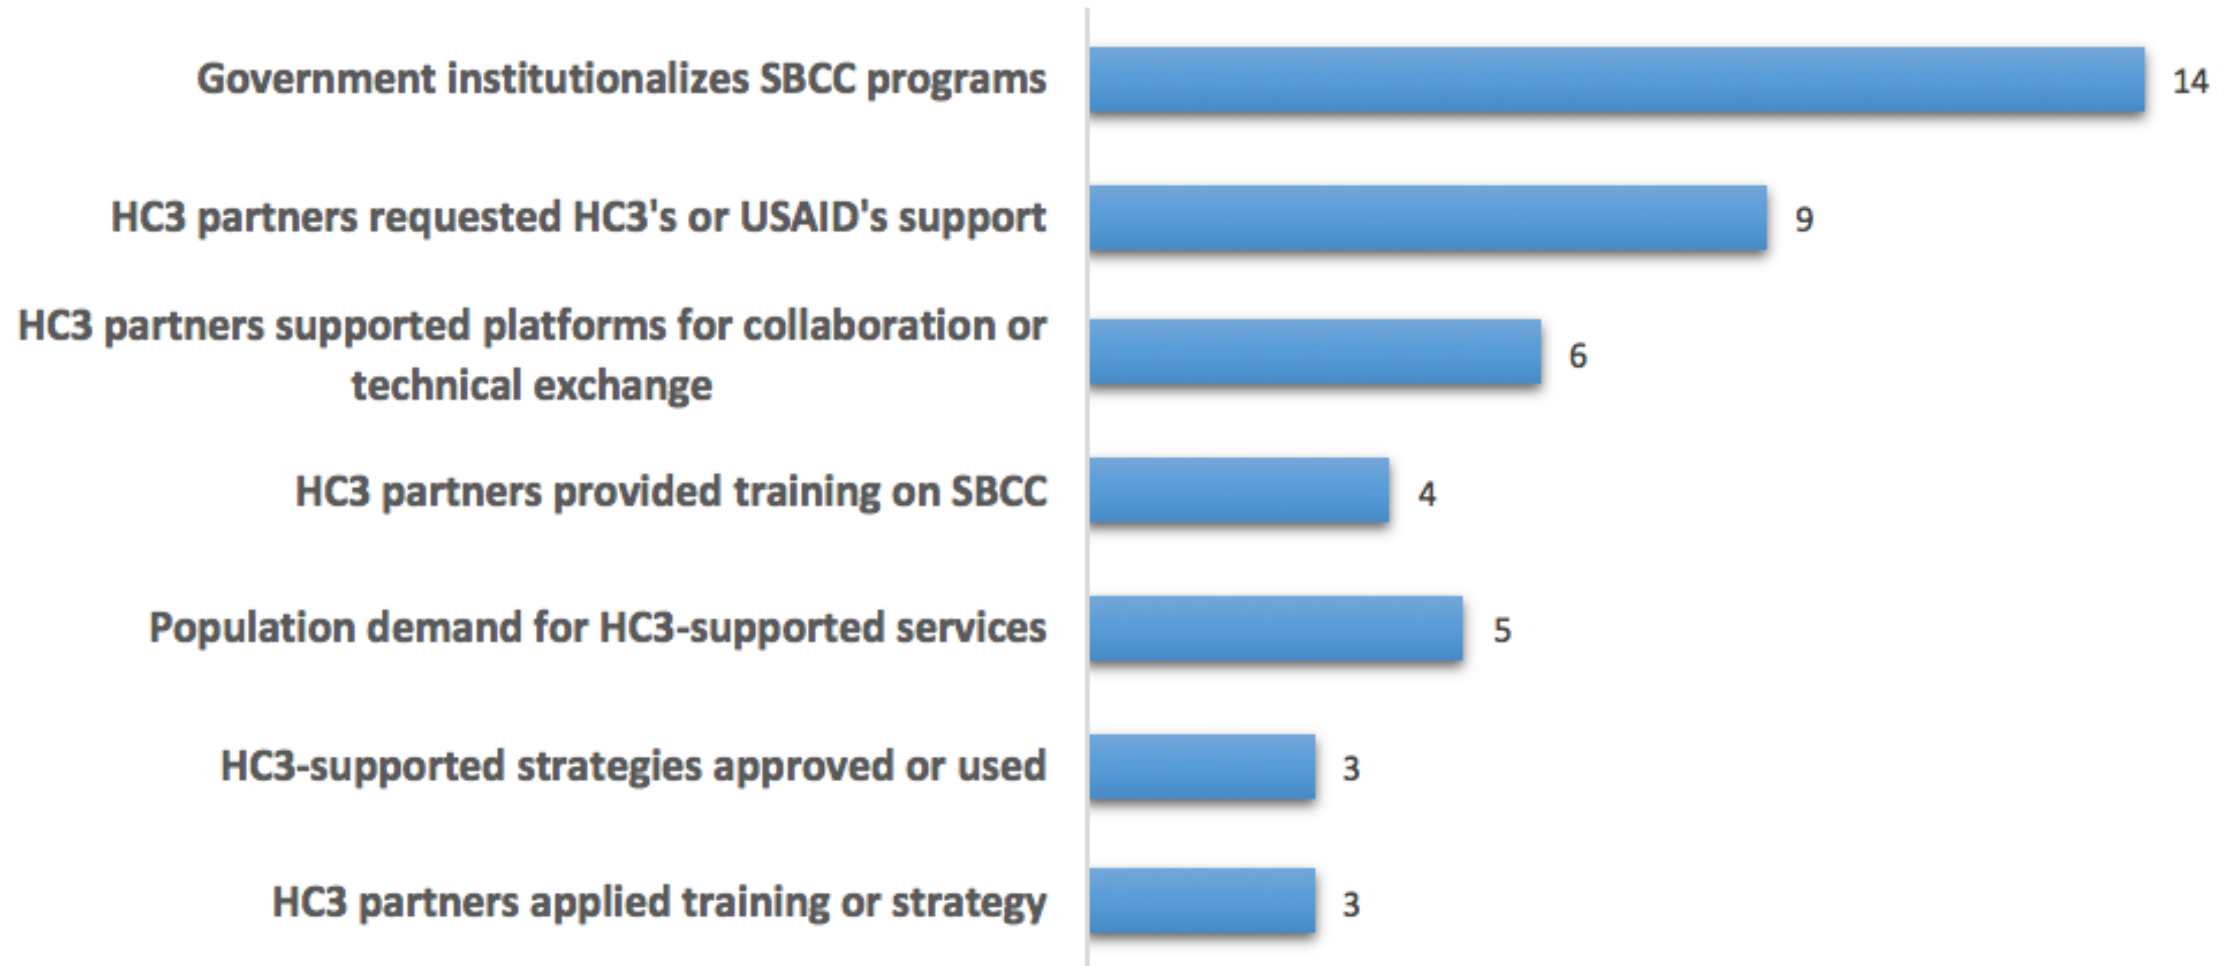 Government institutionalizes SBCC programs 14
HC3 partners requested HC3's or USAID's support 9
HC3 partners supported platforms for collaboration or
technical exchange 6
HC3 partners provided training on SBCC 4
Population demand for HC3-supported services 5
HC3-supported strategies approved or used 3
HC3 partners applied training or strategy 3